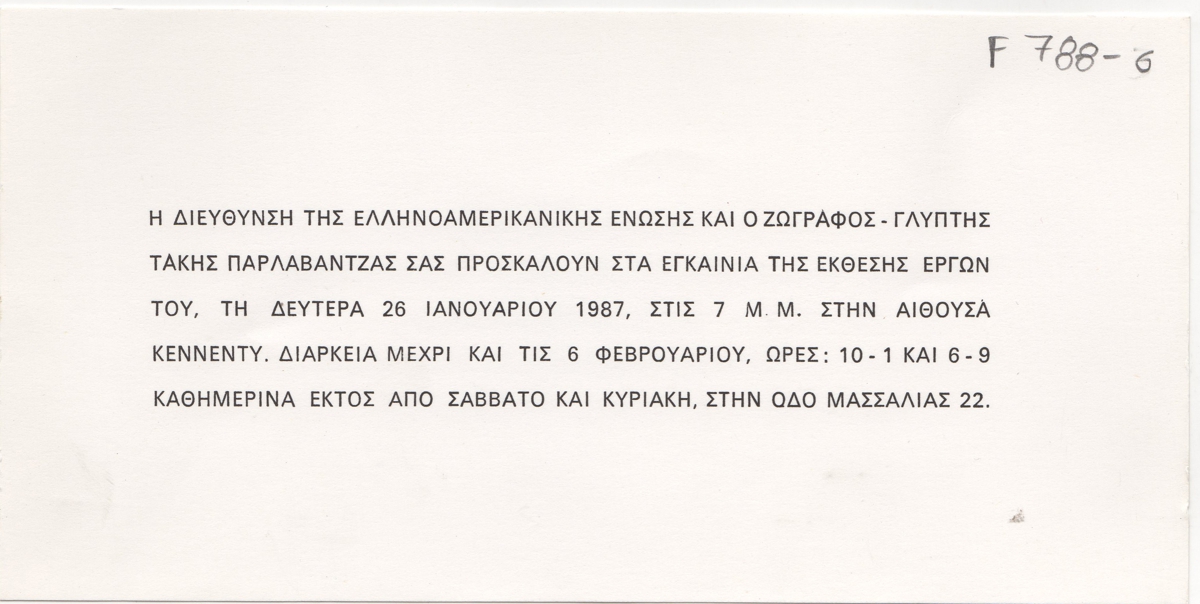 F 788-6
Η ΔΙΕΥΘΥΝΣΗ ΤΗΣ ΕΛΛΗΝΟΑΜΕΡΙΚΑΝΙΚΗΣ ΕΝΩΣΗΣ ΚΑΙ Ο ΖΩΓΡΑΦΟΣ - ΓΛΥΠΤΗΣ
ΤΑΚΗΣ ΠΑΡΛΑΒΑΝΤΖΑΣ ΣΑΣ ΠΡΟΣΚΑΛΟΥΝ ΣΤΑ ΕΓΚΑΙΝΙΑ ΤΗΣ ΕΚΘΕΣΗΣ ΕΡΓΩΝ
ΤΟΥ, ΤΗ ΔΕΥΤΕΡΑ 26 ΙΑΝΟΥΑΡΙΟΥ 1987, ΣΤΙΣ 7 Μ.Μ. ΣΤΗΝ ΑΙΘΟΥΣΑ
ΚΕΝΝΕΝΤΥ. ΔΙΑΡΚΕΙΑ ΜΕΧΡΙ ΚΑΙ ΤΙΣ 6 ΦΕΒΡΟΥΑΡΙΟΥ, ΩΡΕΣ: 10 - 1 ΚΑΙ 6 - 9
ΚΑΘΗΜΕΡΙΝΑ ΕΚΤΟΣ ΑΠΟ ΣΑΒΒΑΤΟ ΚΑΙ ΚΥΡΙΑΚΗ, ΣΤΗΝ ΟΔΟ ΜΑΣΣΑΛΙΑΣ 22.